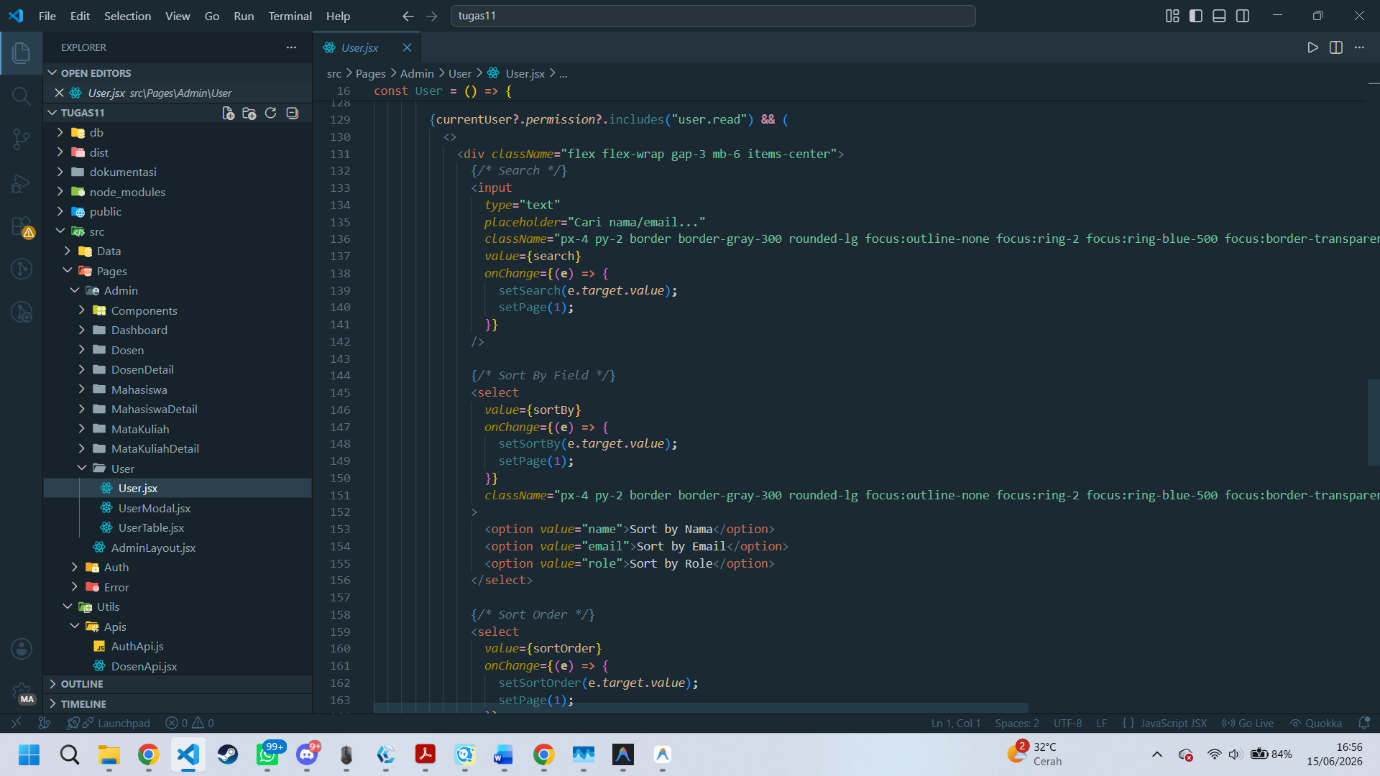 File Edit Selection View Go Run Terminal Help
tugas11
EXPLORER
OPEN EDITORS
User.jsx src\Pages\Admin\User
TUGAS11
db
dist
dokumentasi
node_modules
public
src
Data
Pages
Admin
Components
Dashboard
Dosen
DosenDetail
Mahasiswa
MahasiswaDetail
MataKuliah
MataKuliahDetail
User
User.jsx
UserModal.jsx
UserTable.jsx
AdminLayout.jsx
Auth
Error
Utils
Apis
AuthApi.js
DosenApi.jsx
OUTLINE
TIMELINE
MA
User.jsx
src > Pages > Admin > User > User.jsx > ...
16 const User = () => {
128
129 {currentUser?.permission?.includes("user.read") && (
130 <>
131 <div className="flex flex-wrap gap-3 mb-6 items-center">
132 {/* Search */}
133 <input
134 type="text"
135 placeholder="Cari nama/email..."
136 className="px-4 py-2 border border-gray-300 rounded-lg focus:outline-none focus:ring-2 focus:ring-blue-500 focus:border-transparen
137 value={search}
138 onChange={(e) => {
139 setSearch(e.target.value);
140 setPage(1);
141 }}
142 />
143
144 {/* Sort By Field */}
145 <select
146 value={sortBy}
147 onChange={(e) => {
148 setSortBy(e.target.value);
149 setPage(1);
150 }}
151 className="px-4 py-2 border border-gray-300 rounded-lg focus:outline-none focus:ring-2 focus:ring-blue-500 focus:border-transparen
152 >
153 <option value="name">Sort by Nama</option>
154 <option value="email">Sort by Email</option>
155 <option value="role">Sort by Role</option>
156 </select>
157
158 {/* Sort Order */}
159 <select
160 value={sortOrder}
161 onChange={(e) => {
162 setSortOrder(e.target.value);
163 setPage(1);
Launchpad 0 0
Ln 1, Col 1 Spaces: 2 UTF-8 LF { } JavaScript JSX Go Live Quokka
99+ 9+
2 32°C
Cerah
84%
16:56
15/06/2026